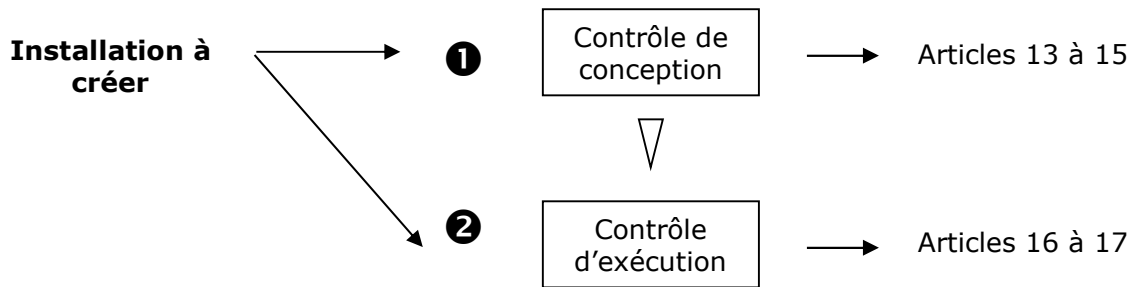 Installation à
créer
❶
Contrôle de
conception
Articles 13 à 15
❷
Contrôle
d’exécution
Articles 16 à 17